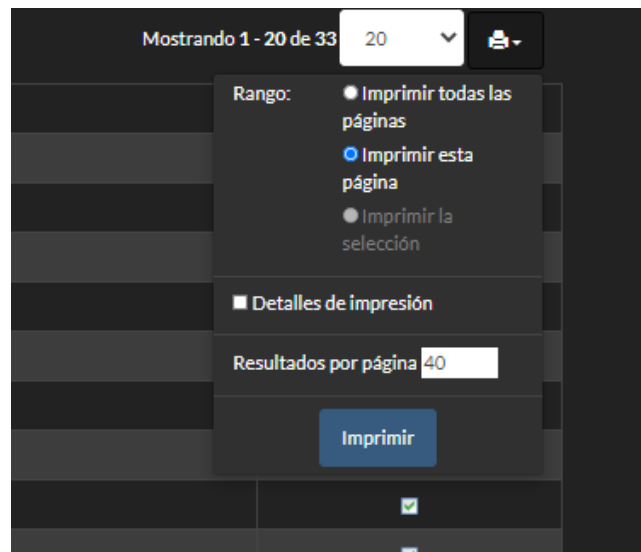 Mostrando 1 - 20 de 33 20
Rango:
Imprimir todas las
páginas
Imprimir esta
página
Imprimir la
selección
Detalles de impresión
Resultados por página 40
Imprimir